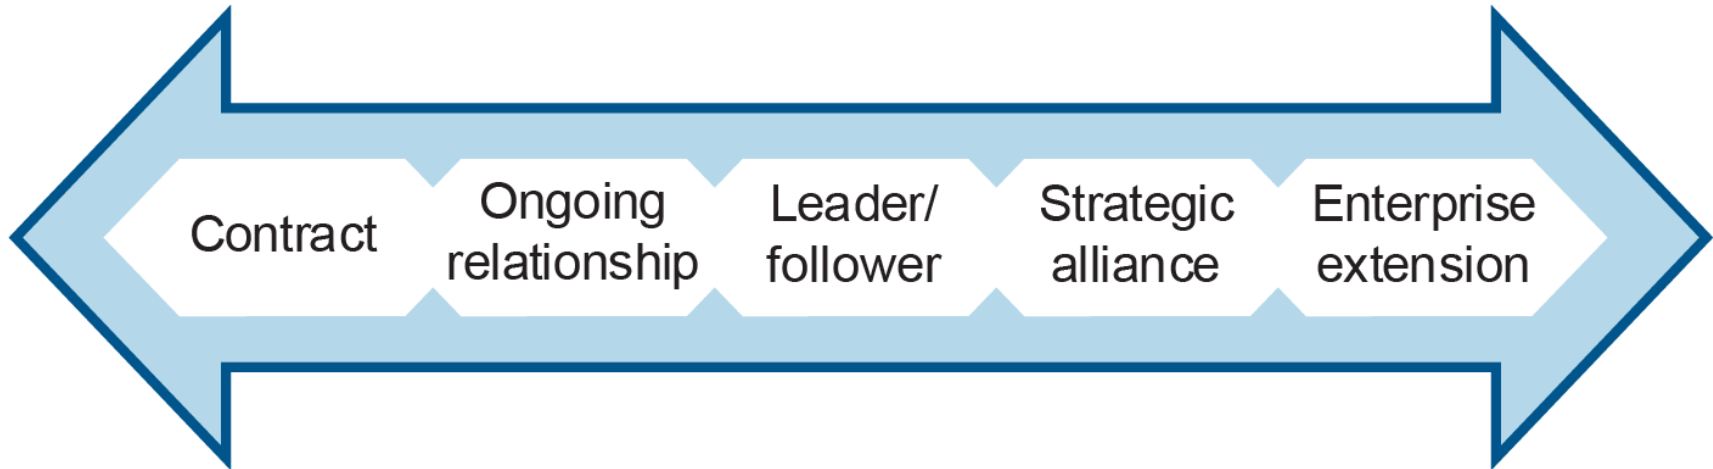 Contract
Ongoing
relationship
Leader/
follower
Strategic
alliance
Enterprise
extension